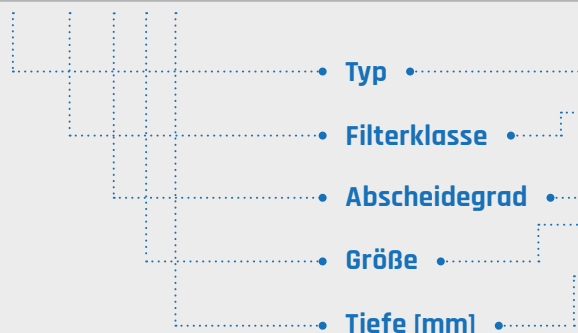 Typ
Filterklasse
Abscheidegrad
Größe
Tiefe [mm]